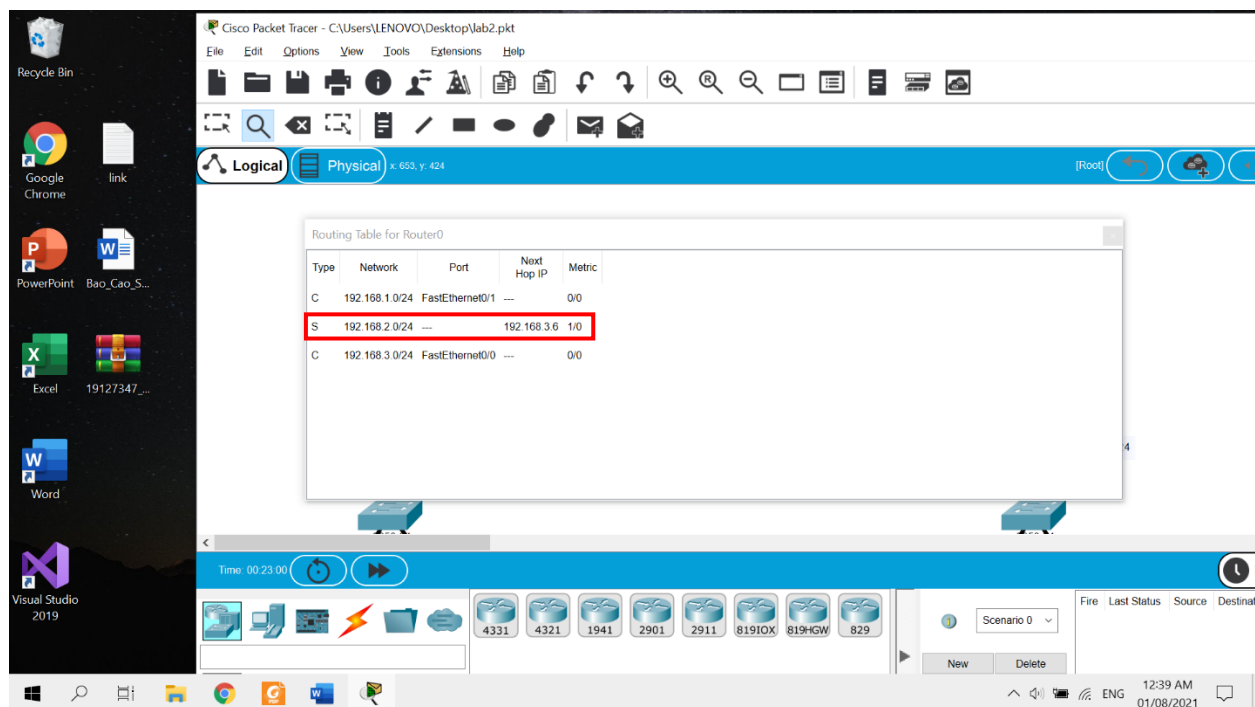 Cisco Packet Tracer - C:\Users\LENOVO\Desktop\lab2.pkt
File Edit Options View Tools Extensions Help
Recycle Bin
Google Chrome
link
PowerPoint
Bao_Cao_S...
Excel
19127347_...
Word
Visual Studio 2019
Logical
Physical
x: 653, y: 424
[Root]
Routing Table for Router0
Type Network Port Next Hop IP Metric
C 192.168.1.0/24 FastEthernet0/1 --- 0/0
S 192.168.2.0/24 --- 192.168.3.6 1/0
C 192.168.3.0/24 FastEthernet0/0 --- 0/0
Time: 00:23:00
4331 4321 1941 2901 2911 819IOX 819HGW 829
Scenario 0
New Delete
Fire Last Status Source Destinat
ENG
12:39 AM
01/08/2021